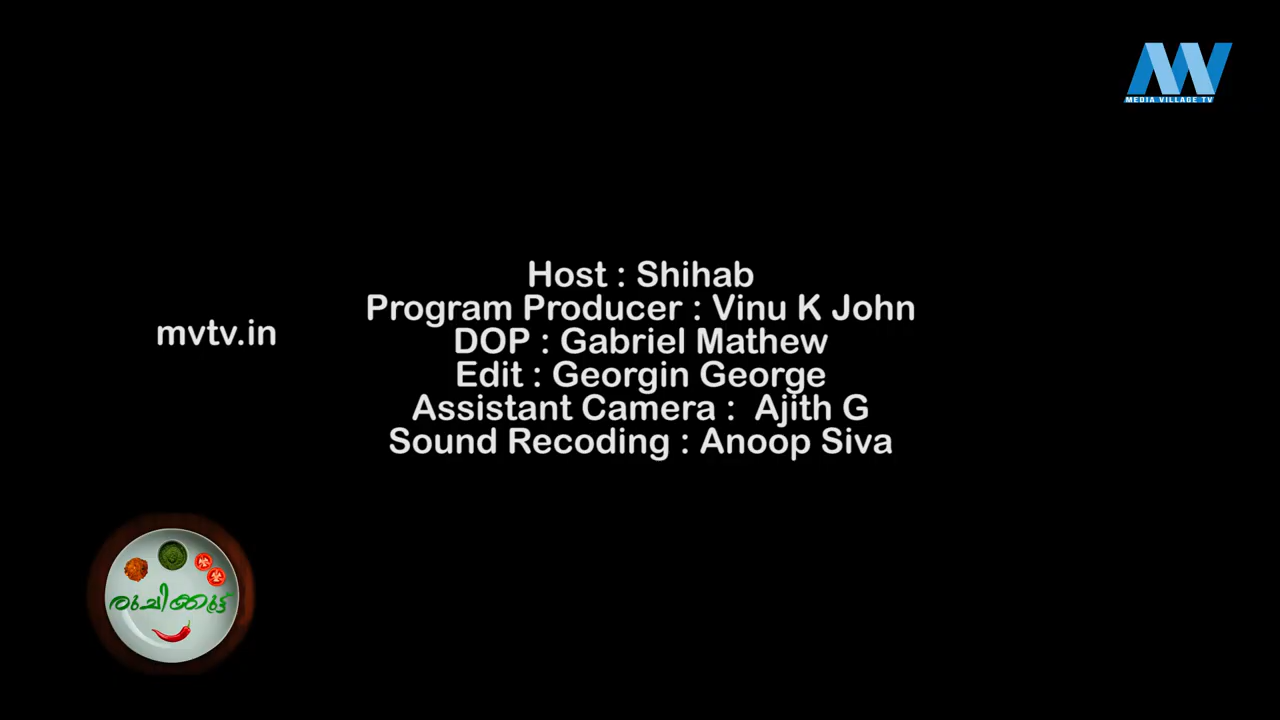 MEDIA VILLAGE TV
Host : Shihab
Program Producer : Vinu K John
mvtv.in
DOP : Gabriel Mathew
Edit : Georgin George
Assistant Camera :  Ajith G
Sound Recoding : Anoop Siva
രുചിക്കൂട്ട്